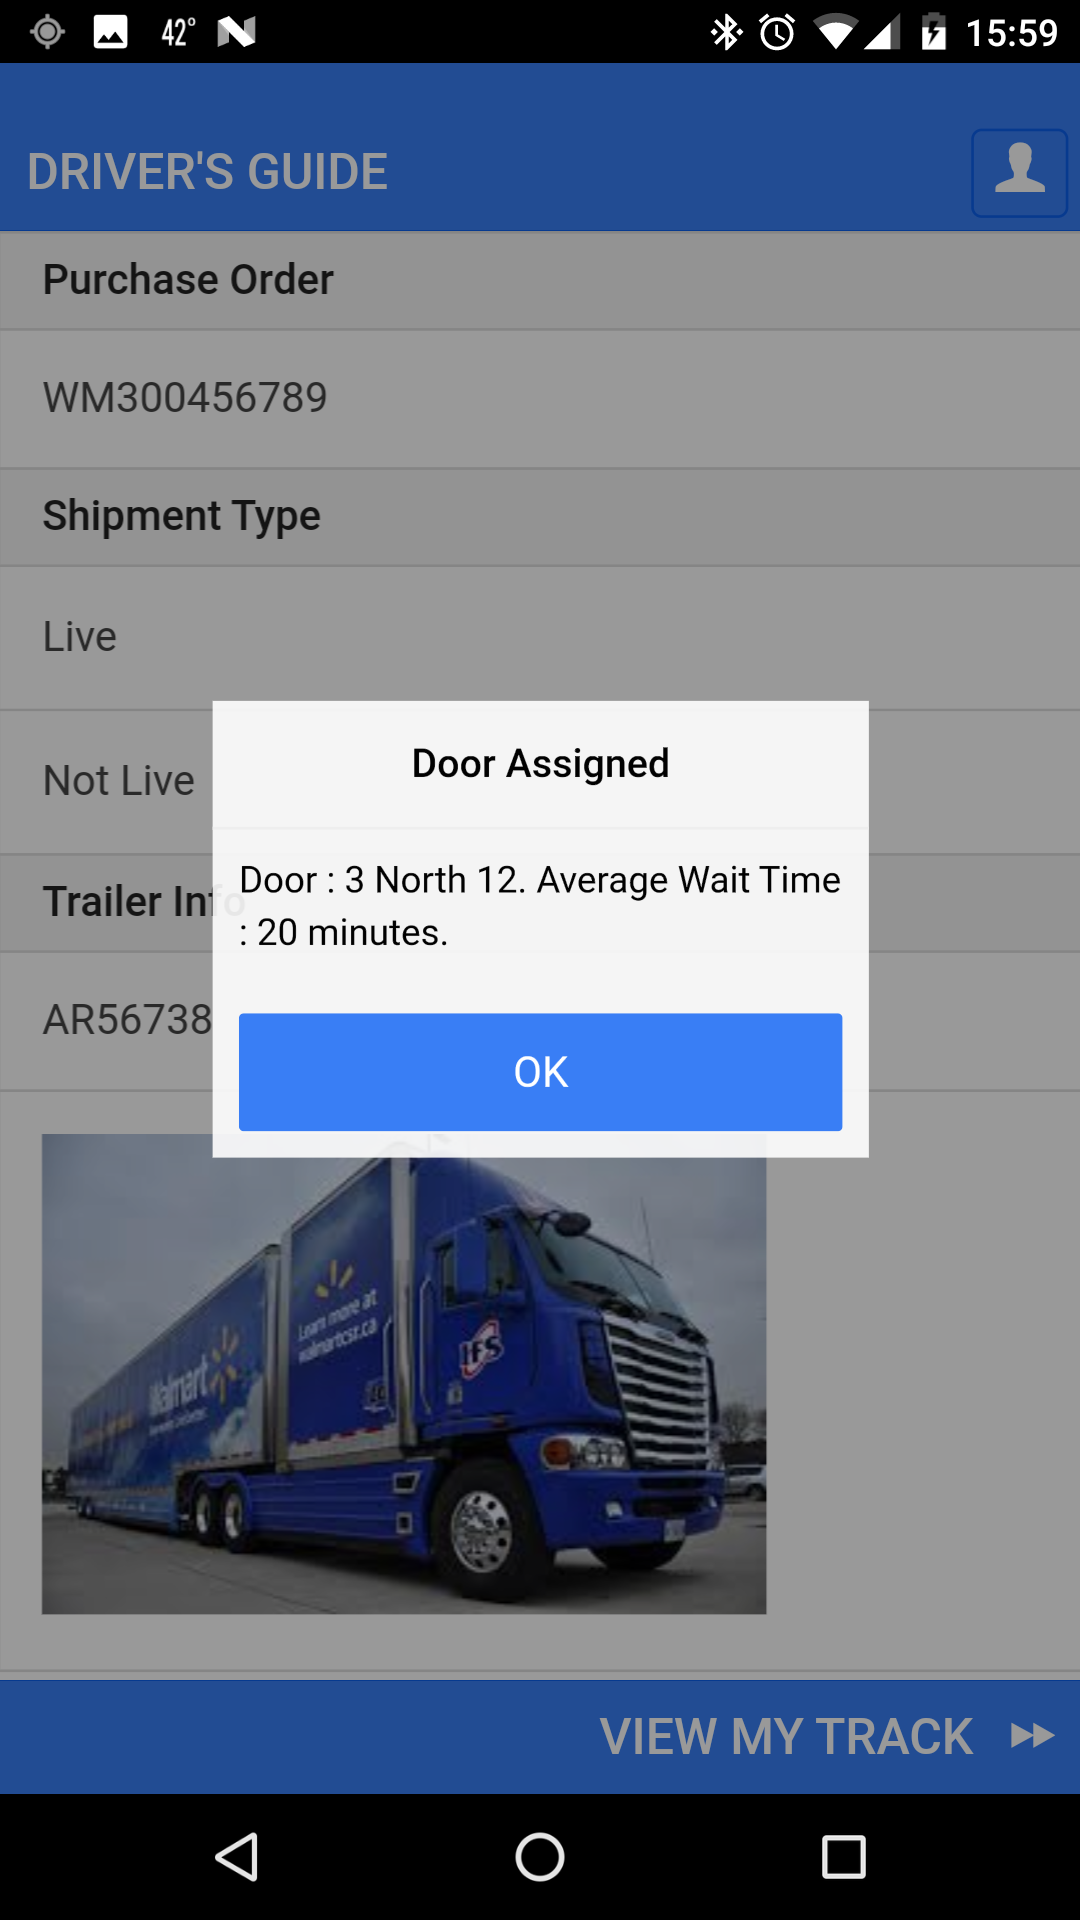 42°
15:59
DRIVER'S GUIDE
Purchase Order
WM300456789
Shipment Type
Live
Not Live
Door Assigned
Door : 3 North 12. Average Wait Time
: 20 minutes.
Trailer Info
AR56738
OK
Learn more at
walmartcsr.ca
Walmart
IFS
VIEW MY TRACK